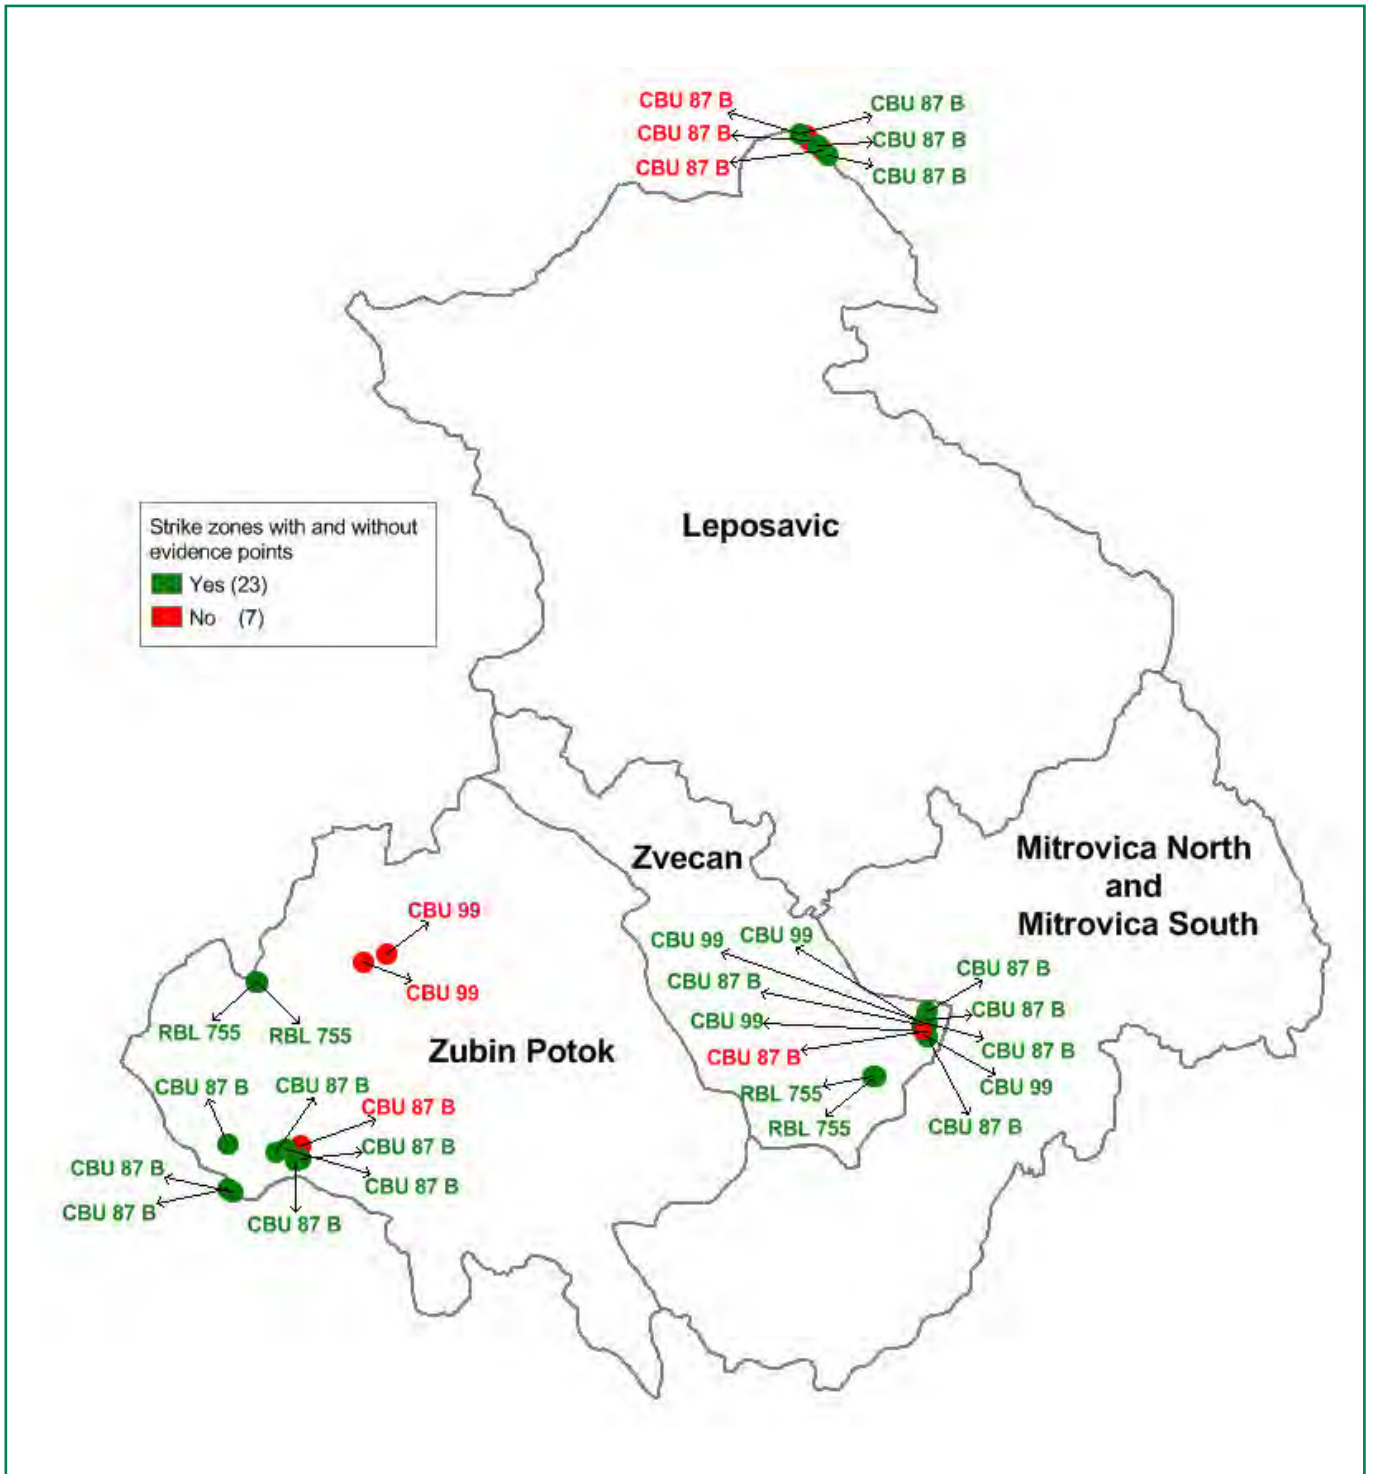 CBU 87 B
CBU 87 B
CBU 87 B
CBU 87 B
CBU 87 B
CBU 87 B
Leposavic
Strike zones with and without
evidence points
Yes (23)
No (7)
Zvecan
Mitrovica North
and
Mitrovica South
CBU 99
CBU 99
RBL 755
RBL 755
Zubin Potok
CBU 87 B
CBU 87 B
CBU 87 B
CBU 87 B
CBU 87 B
CBU 87 B
CBU 87 B
CBU 87 B
CBU 99
CBU 99
CBU 87 B
CBU 99
CBU 87 B
RBL 755
RBL 755
CBU 87 B
CBU 87 B
CBU 87 B
CBU 99
CBU 87 B